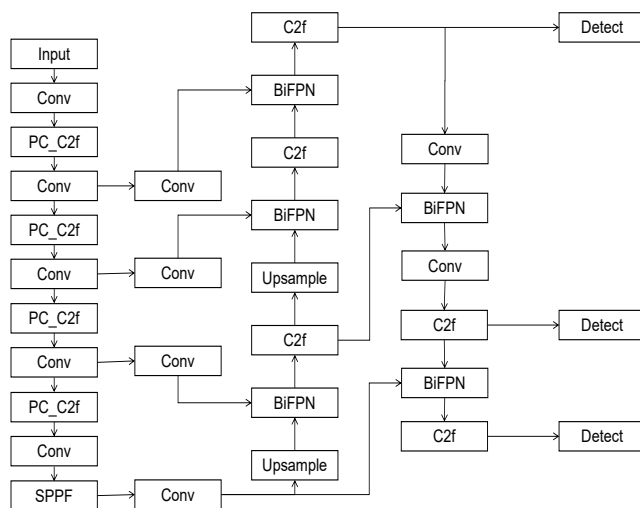 Input
Conv
PC_C2f
Conv
PC_C2f
Conv
PC_C2f
Conv
PC_C2f
Conv
SPPF
Conv
Conv
Conv
Conv
C2f
BiFPN
C2f
BiFPN
Upsample
C2f
BiFPN
Upsample
Conv
BiFPN
Conv
C2f
BiFPN
C2f
Detect
Detect
Detect